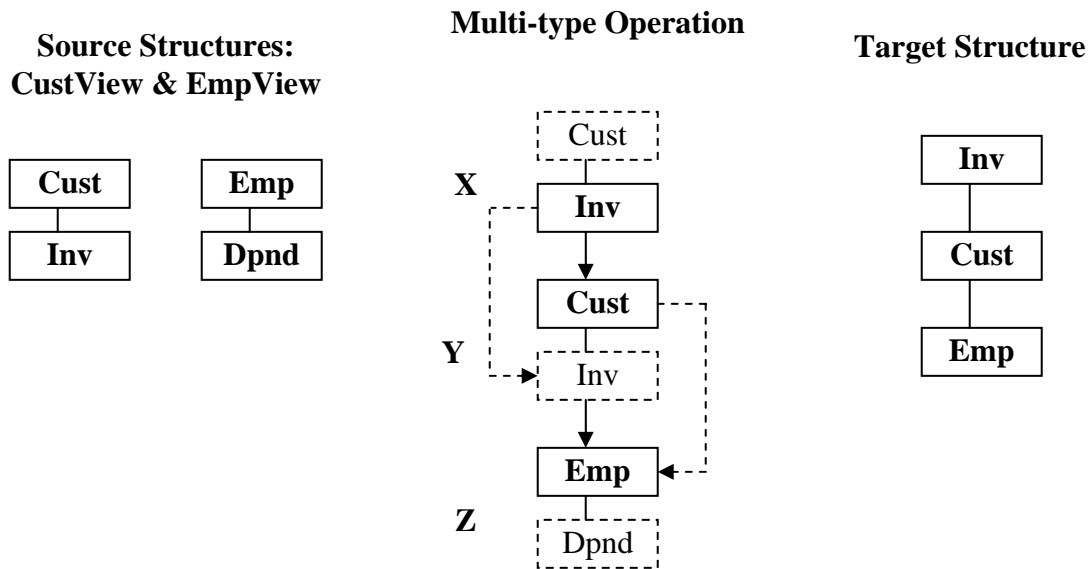 Source Structures:
CustView & EmpView
Cust
Inv
Emp
Dpnd
Multi-type Operation
Cust
X
Inv
Cust
Y
Inv
Emp
Z
Dpnd
Target Structure
Inv
Cust
Emp